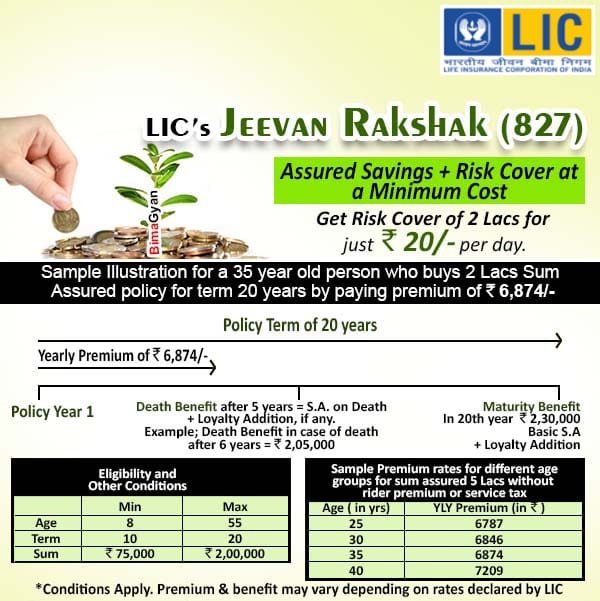 LIC
भारतीय जीवन बीमा निगम
LIFE INSURANCE CORPORATION OF INDIA
LIC's JEEVAN RAKSHAK (827)
Assured Savings + Risk Cover at
a Minimum Cost
Get Risk Cover of 2 Lacs for
just ₹ 20/- per day.
BimaGyan
Sample Illustration for a 35 year old person who buys 2 Lacs Sum
Assured policy for term 20 years by paying premium of ₹ 6,874/-
Policy Term of 20 years
Yearly Premium of ₹ 6,874/-
Policy Year 1
Death Benefit after 5 years = S.A. on Death
+ Loyalty Addition, if any.
Example; Death Benefit in case of death
after 6 years = ₹ 2,05,000
Maturity Benefit
In 20th year ₹ 2,30,000
Basic S.A
+ Loyalty Addition
Eligibility and
Other Conditions
Min Max
Age 8 55
Term 10 20
Sum ₹ 75,000 ₹ 2,00,000
Sample Premium rates for different age
groups for sum assured 5 Lacs without
rider premium or service tax
Age ( in yrs) YLY Premium (in ₹ )
25 6787
30 6846
35 6874
40 7209
*Conditions Apply. Premium & benefit may vary depending on rates declared by LIC